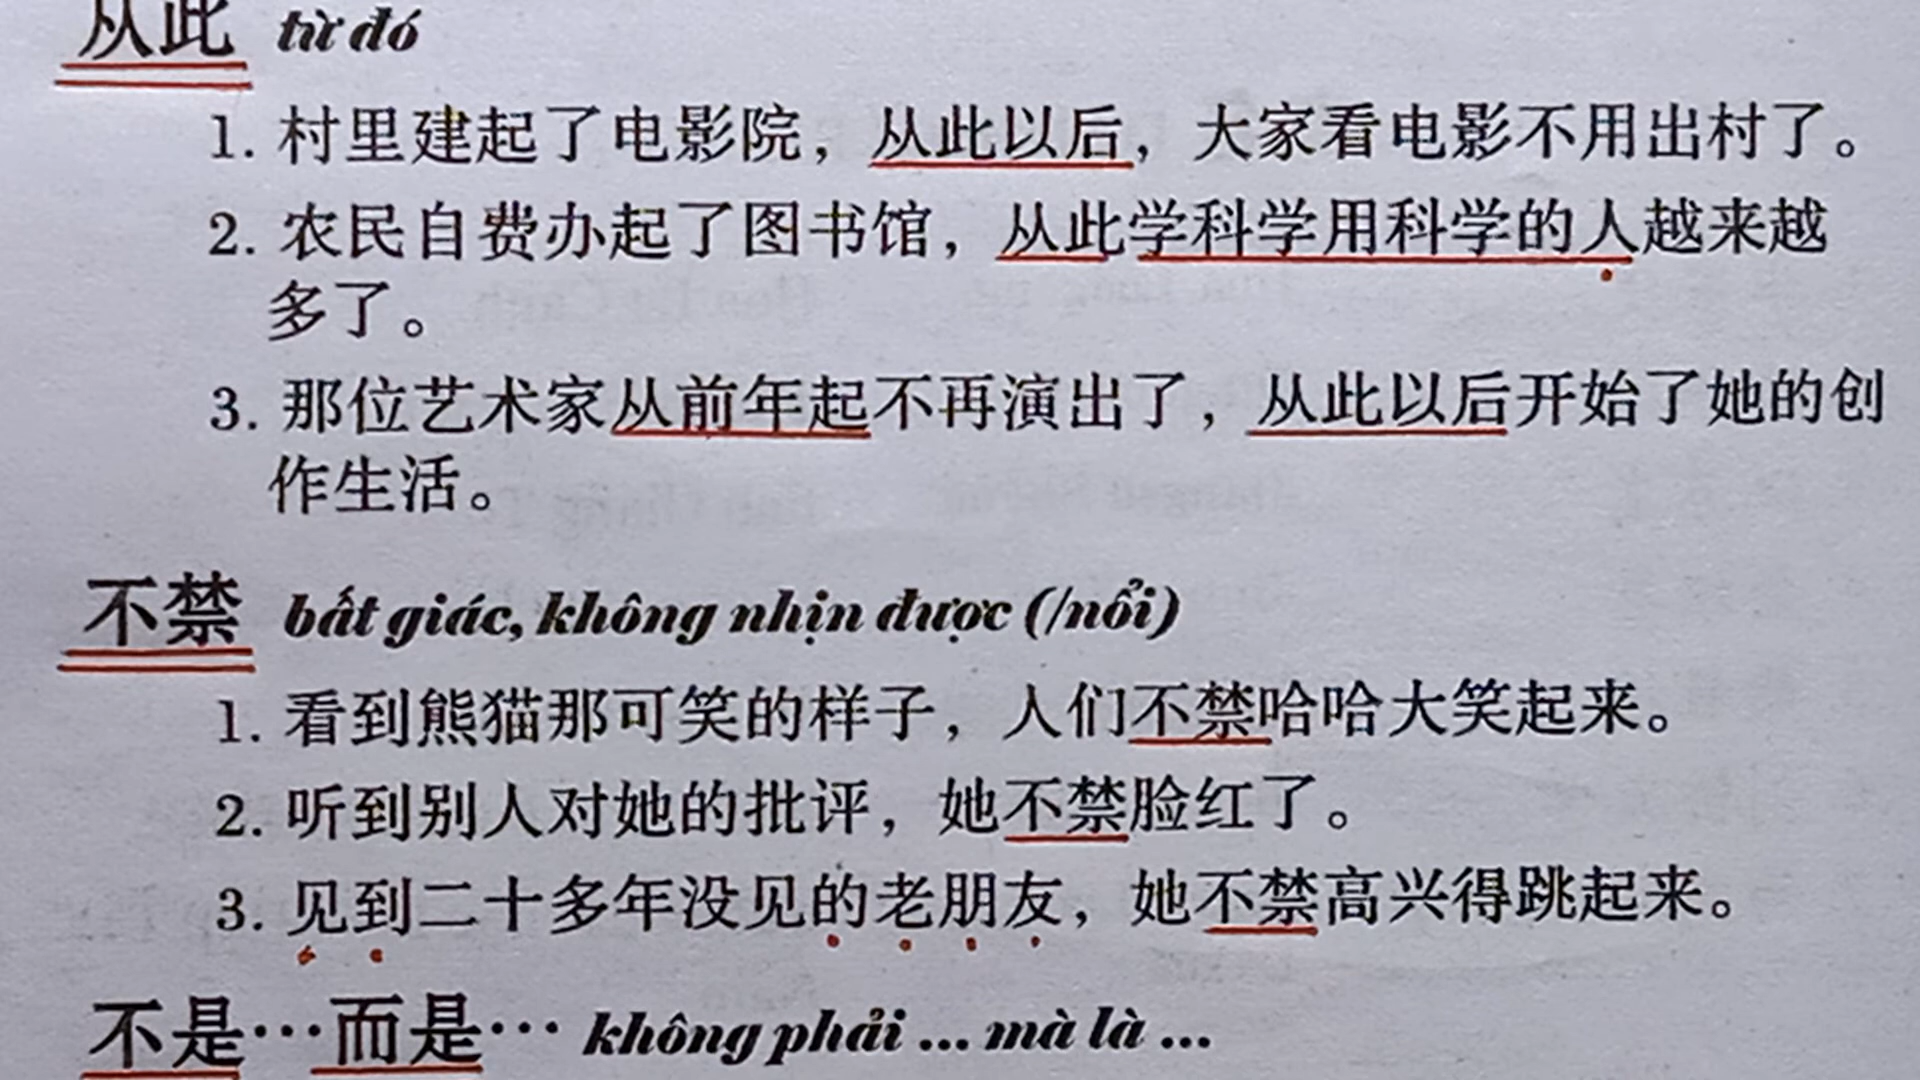 从此 từ đó
1. 村里建起了电影院，从此以后，大家看电影不用出村了。
2. 农民自费办起了图书馆，从此学科学用科学的人越来越
多了。
3. 那位艺术家从前年起不再演出了，从此以后开始了她的创
作生活。
不禁 bất giác, không nhịn được (/nổi)
1. 看到熊猫那可笑的样子，人们不禁哈哈大笑起来。
2. 听到别人对她的批评，她不禁脸红了。
3. 见到二十多年没见的老朋友，她不禁高兴得跳起来。
不是…而是… không phải ... mà là ...